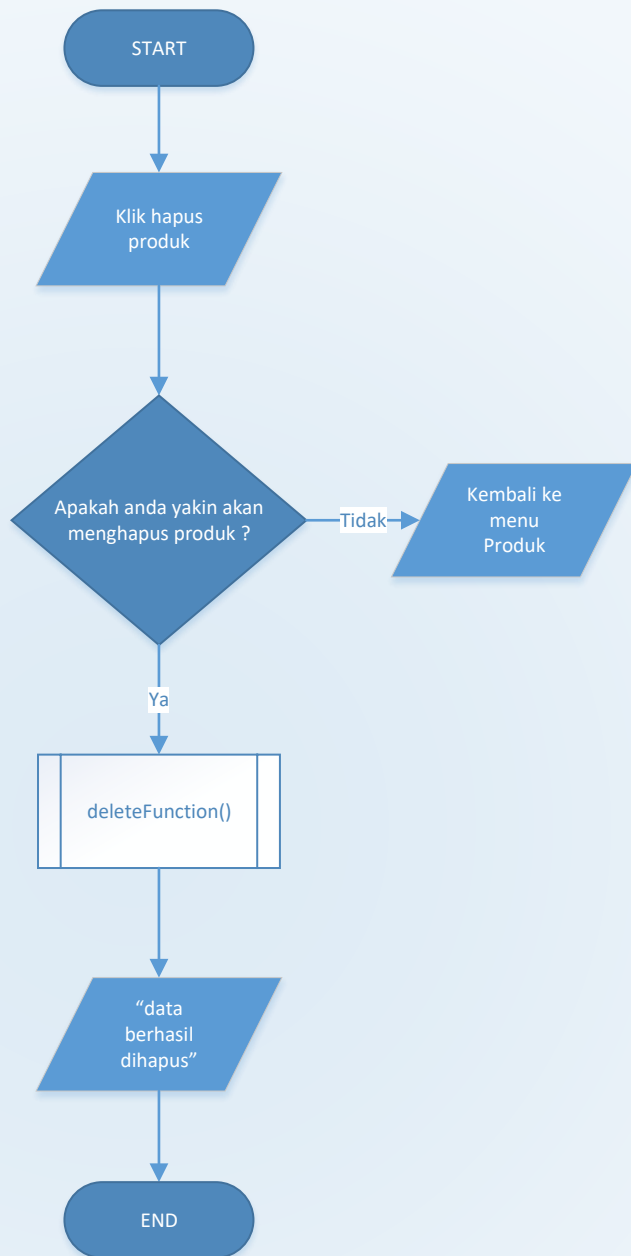 START
Klik hapus
produk
Apakah anda yakin akan
menghapus produk ?
Tidak
Kembali ke
menu
Produk
Ya
deleteFunction()
“data
berhasil
dihapus”
END